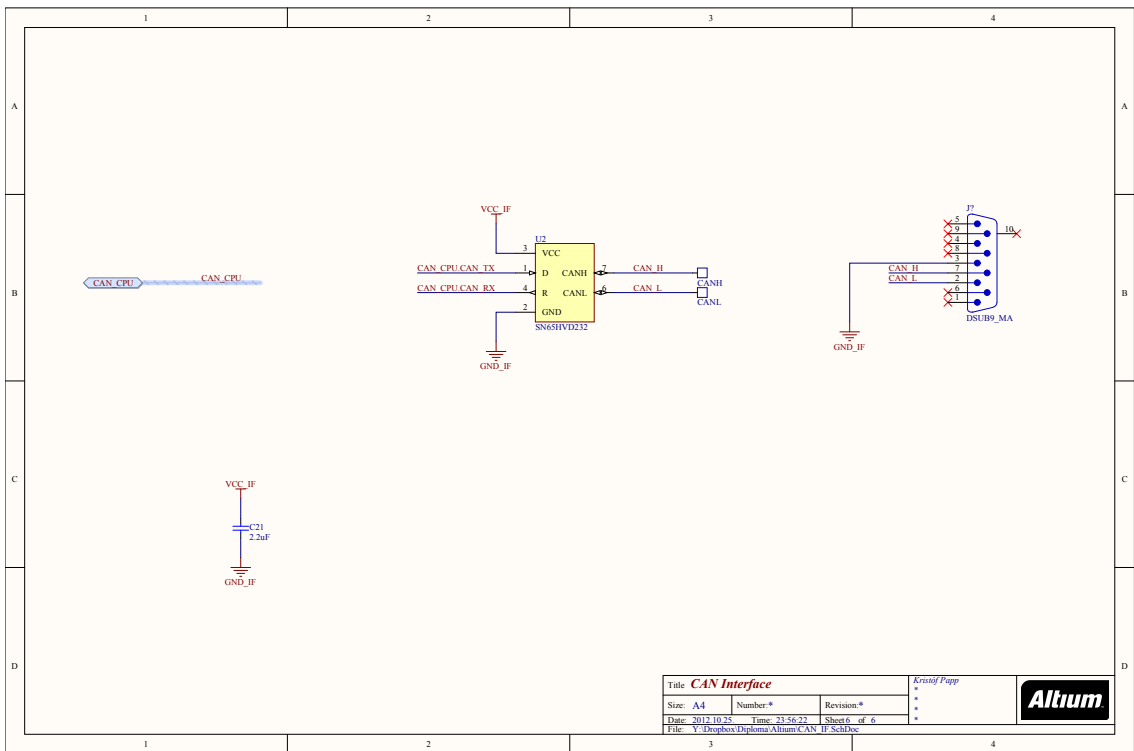 1 2 3 4
A A
B B
C C
D D
CAN_CPU
CAN_CPU
VCC_IF
U2
3 VCC
CAN_CPU.CAN_TX 1 D CANH 7 CAN_H
CANH
CAN_CPU.CAN_RX 4 R CANL 6 CAN_L
CANL
2 GND
SN65HVD232
GND_IF
J?
5
9 10
4
8
3
CAN_H 7
CAN_L 2
6
1
DSUB9_MA
GND_IF
VCC_IF
C21
2.2uF
GND_IF
Title CAN Interface
Kristóf Papp
*
*
*
*
Size: A4 Number:* Revision:*
Date: 2012.10.25. Time: 23:56:22 Sheet 6 of 6
File: Y:\Dropbox\Diploma\Altium\CAN_IF.SchDoc
Altium
1 2 3 4